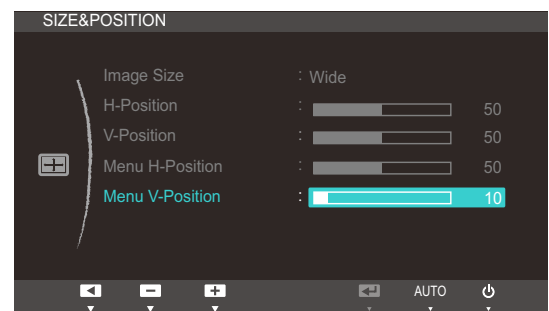 SIZE&POSITION
Image Size : Wide
H-Position : 50
V-Position : 50
Menu H-Position : 50
Menu V-Position : 10
AUTO